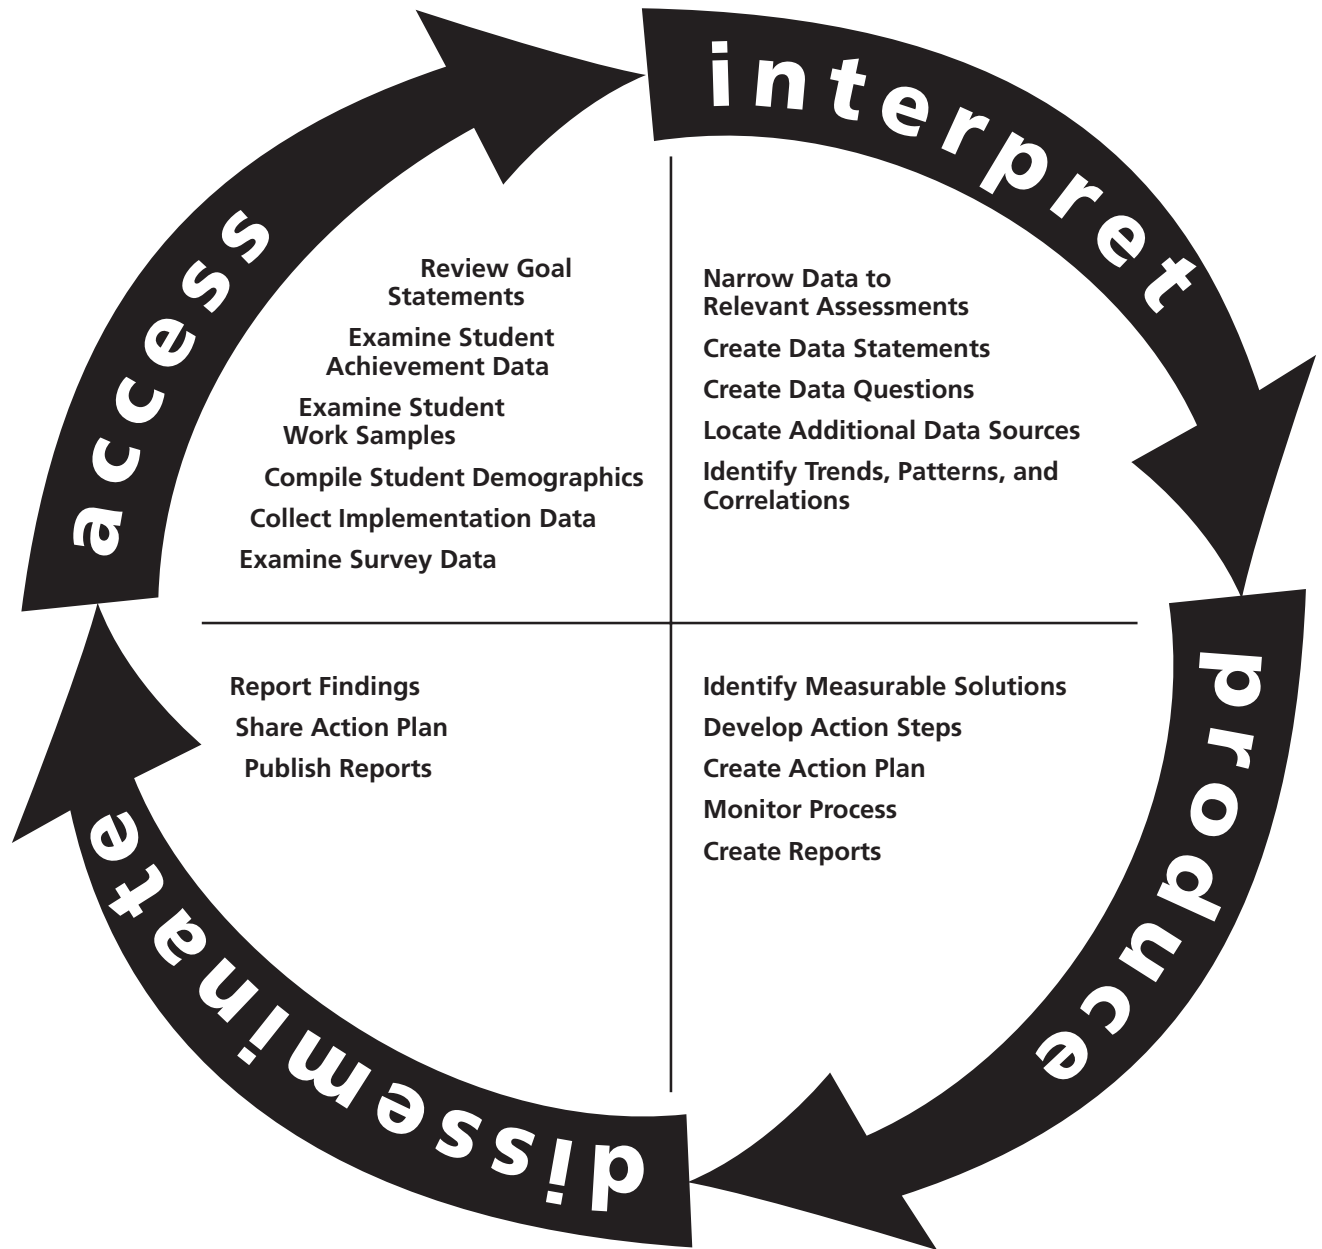 access
Review Goal
Statements
Examine Student
Achievement Data
Examine Student
Work Samples
Compile Student Demographics
Collect Implementation Data
Examine Survey Data
interpret
Narrow Data to
Relevant Assessments
Create Data Statements
Create Data Questions
Locate Additional Data Sources
Identify Trends, Patterns, and
Correlations
produce
Identify Measurable Solutions
Develop Action Steps
Create Action Plan
Monitor Process
Create Reports
disseminate
Report Findings
Share Action Plan
Publish Reports